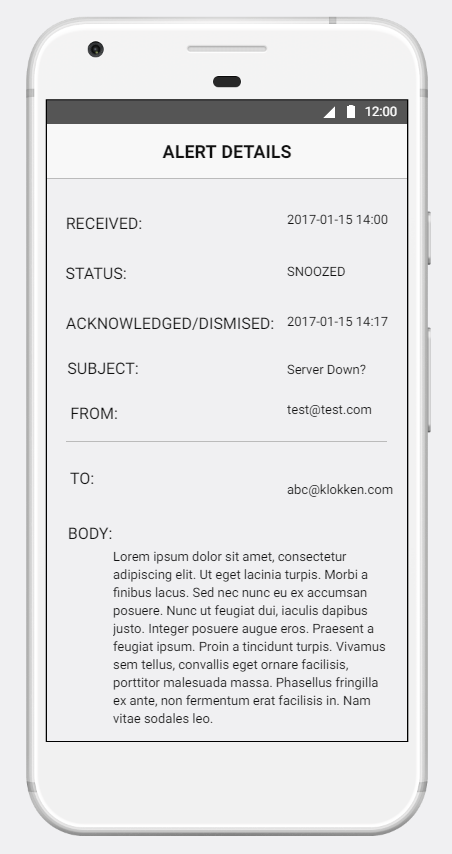 12:00
ALERT DETAILS
RECEIVED: 2017-01-15 14:00
STATUS: SNOOZED
ACKNOWLEDGED/DISMISED: 2017-01-15 14:17
SUBJECT: Server Down?
FROM: test@test.com
TO: abc@klokken.com
BODY:
Lorem ipsum dolor sit amet, consectetur
adipiscing elit. Ut eget lacinia turpis. Morbi a
finibus lacus. Sed nec nunc eu ex accumsan
posuere. Nunc ut feugiat dui, iaculis dapibus
justo. Integer posuere augue eros. Praesent a
feugiat ipsum. Proin a tincidunt turpis. Vivamus
sem tellus, convallis eget ornare facilisis,
porttitor malesuada massa. Phasellus fringilla
ex ante, non fermentum erat facilisis in. Nam
vitae sodales leo.